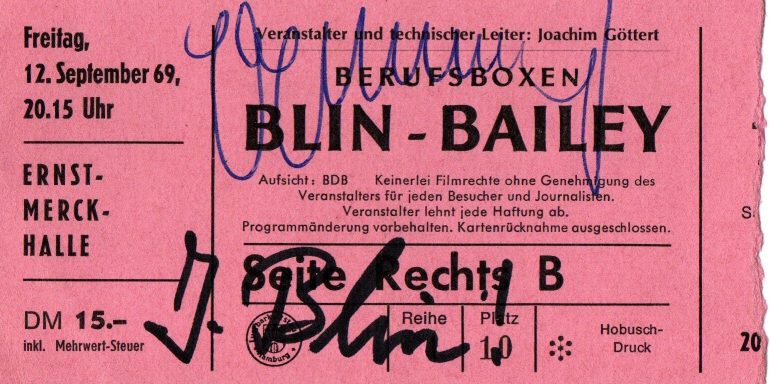 Freitag,
12. September 69,
20.15 Uhr
ERNST-
MERCK-
HALLE
DM 15.–
inkl. Mehrwert-Steuer
Veranstalter und technischer Leiter: Joachim Göttert
BERUFSBOXEN
BLIN - BAILEY
Aufsicht: BDB Keinerlei Filmrechte ohne Genehmigung des
Veranstalters für jeden Besucher und Journalisten.
Veranstalter lehnt jede Haftung ab.
Programmänderung vorbehalten. Kartenrücknahme ausgeschlossen.
Seite Rechts B
J. Blin!
Reihe
Platz
10
Hobusch-
Druck
20